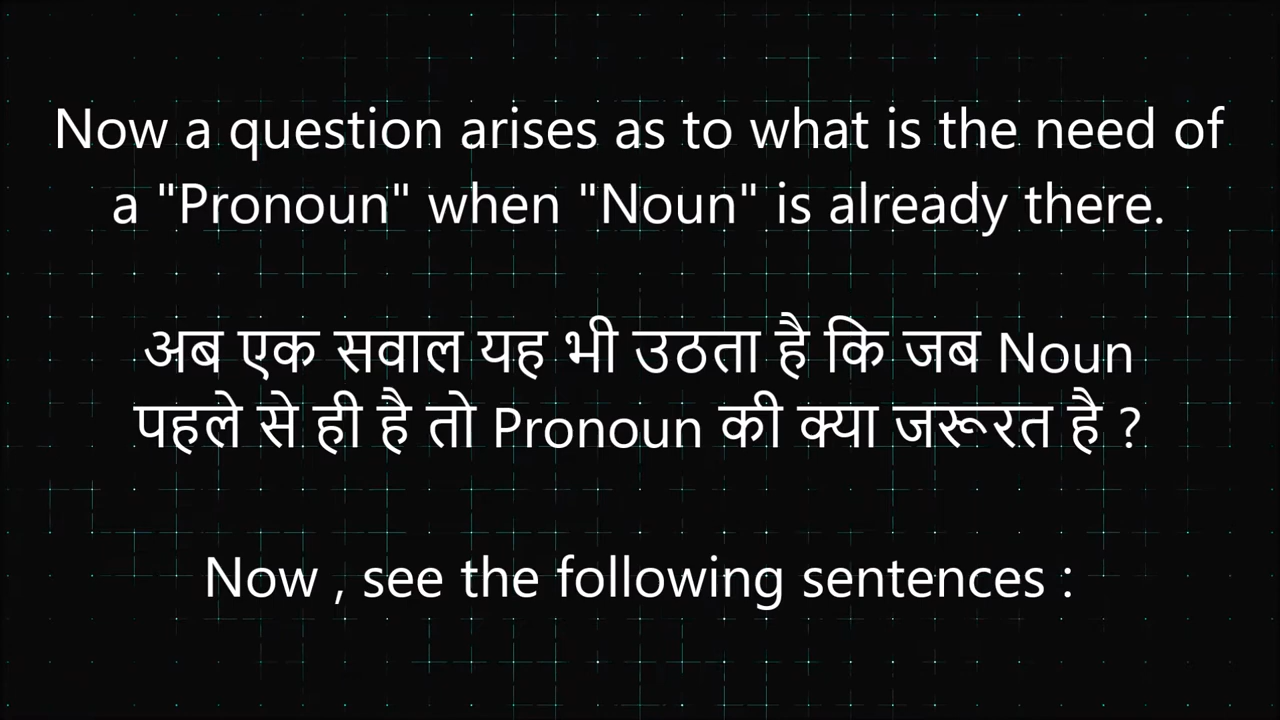 Now a question arises as to what is the need of
a "Pronoun" when "Noun" is already there.
अब एक सवाल यह भी उठता है कि जब Noun
पहले से ही है तो Pronoun की क्या जरूरत है ?
Now , see the following sentences :